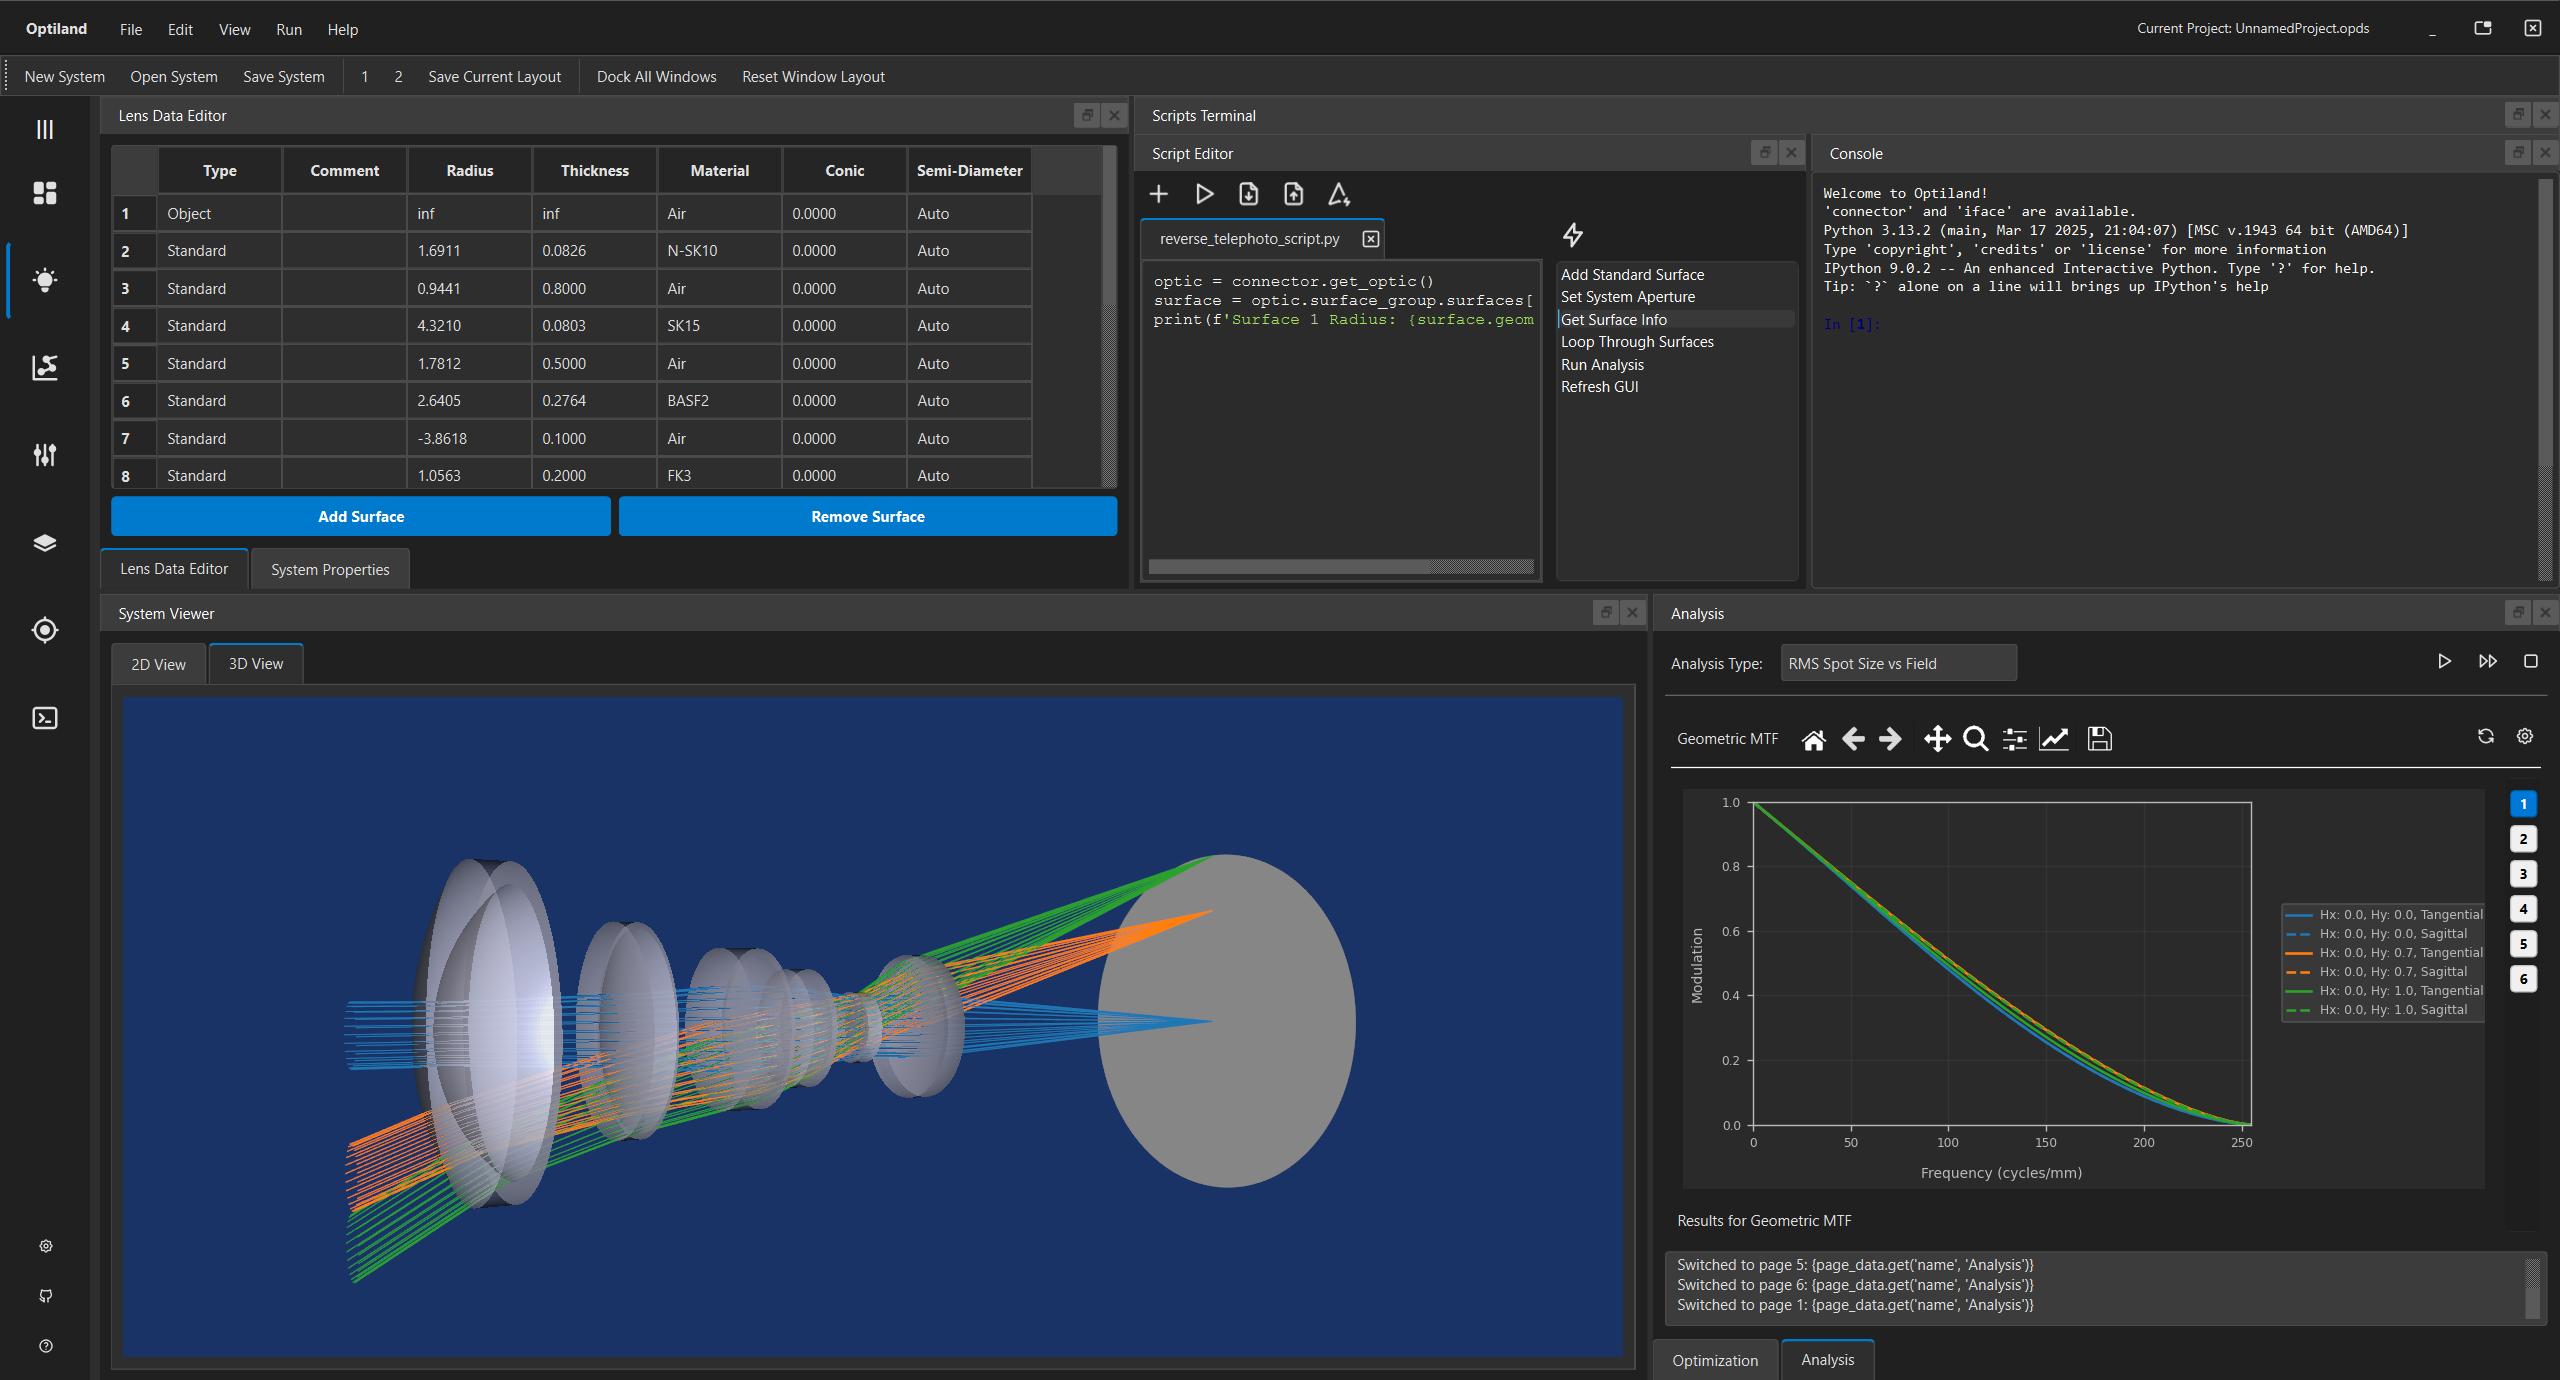 Optiland File Edit View Run Help Current Project: UnnamedProject.opds
New System Open System Save System 1 2 Save Current Layout Dock All Windows Reset Window Layout
Lens Data Editor
Type Comment Radius Thickness Material Conic Semi-Diameter
1 Object inf inf Air 0.0000 Auto
2 Standard 1.6911 0.0826 N-SK10 0.0000 Auto
3 Standard 0.9441 0.8000 Air 0.0000 Auto
4 Standard 4.3210 0.0803 SK15 0.0000 Auto
5 Standard 1.7812 0.5000 Air 0.0000 Auto
6 Standard 2.6405 0.2764 BASF2 0.0000 Auto
7 Standard -3.8618 0.1000 Air 0.0000 Auto
8 Standard 1.0563 0.2000 FK3 0.0000 Auto
Add Surface Remove Surface
Lens Data Editor System Properties
Scripts Terminal
Script Editor
reverse_telephoto_script.py
optic = connector.get_optic()
surface = optic.surface_group.surfaces[
print(f'Surface 1 Radius: {surface.geom
Add Standard Surface
Set System Aperture
Get Surface Info
Loop Through Surfaces
Run Analysis
Refresh GUI
Console
Welcome to Optiland!
'connector' and 'iface' are available.
Python 3.13.2 (main, Mar 17 2025, 21:04:07) [MSC v.1943 64 bit (AMD64)]
Type 'copyright', 'credits' or 'license' for more information
IPython 9.0.2 -- An enhanced Interactive Python. Type '?' for help.
Tip: `?` alone on a line will brings up IPython's help
In [1]:
System Viewer
2D View 3D View
Analysis
Analysis Type: RMS Spot Size vs Field
Geometric MTF
1
2
3
4
5
6
1.0
0.8
0.6
0.4
0.2
0.0
Modulation
0 50 100 150 200 250
Frequency (cycles/mm)
Hx: 0.0, Hy: 0.0, Tangential
Hx: 0.0, Hy: 0.0, Sagittal
Hx: 0.0, Hy: 0.7, Tangential
Hx: 0.0, Hy: 0.7, Sagittal
Hx: 0.0, Hy: 1.0, Tangential
Hx: 0.0, Hy: 1.0, Sagittal
Results for Geometric MTF
Switched to page 5: {page_data.get('name', 'Analysis')}
Switched to page 6: {page_data.get('name', 'Analysis')}
Switched to page 1: {page_data.get('name', 'Analysis')}
Optimization Analysis